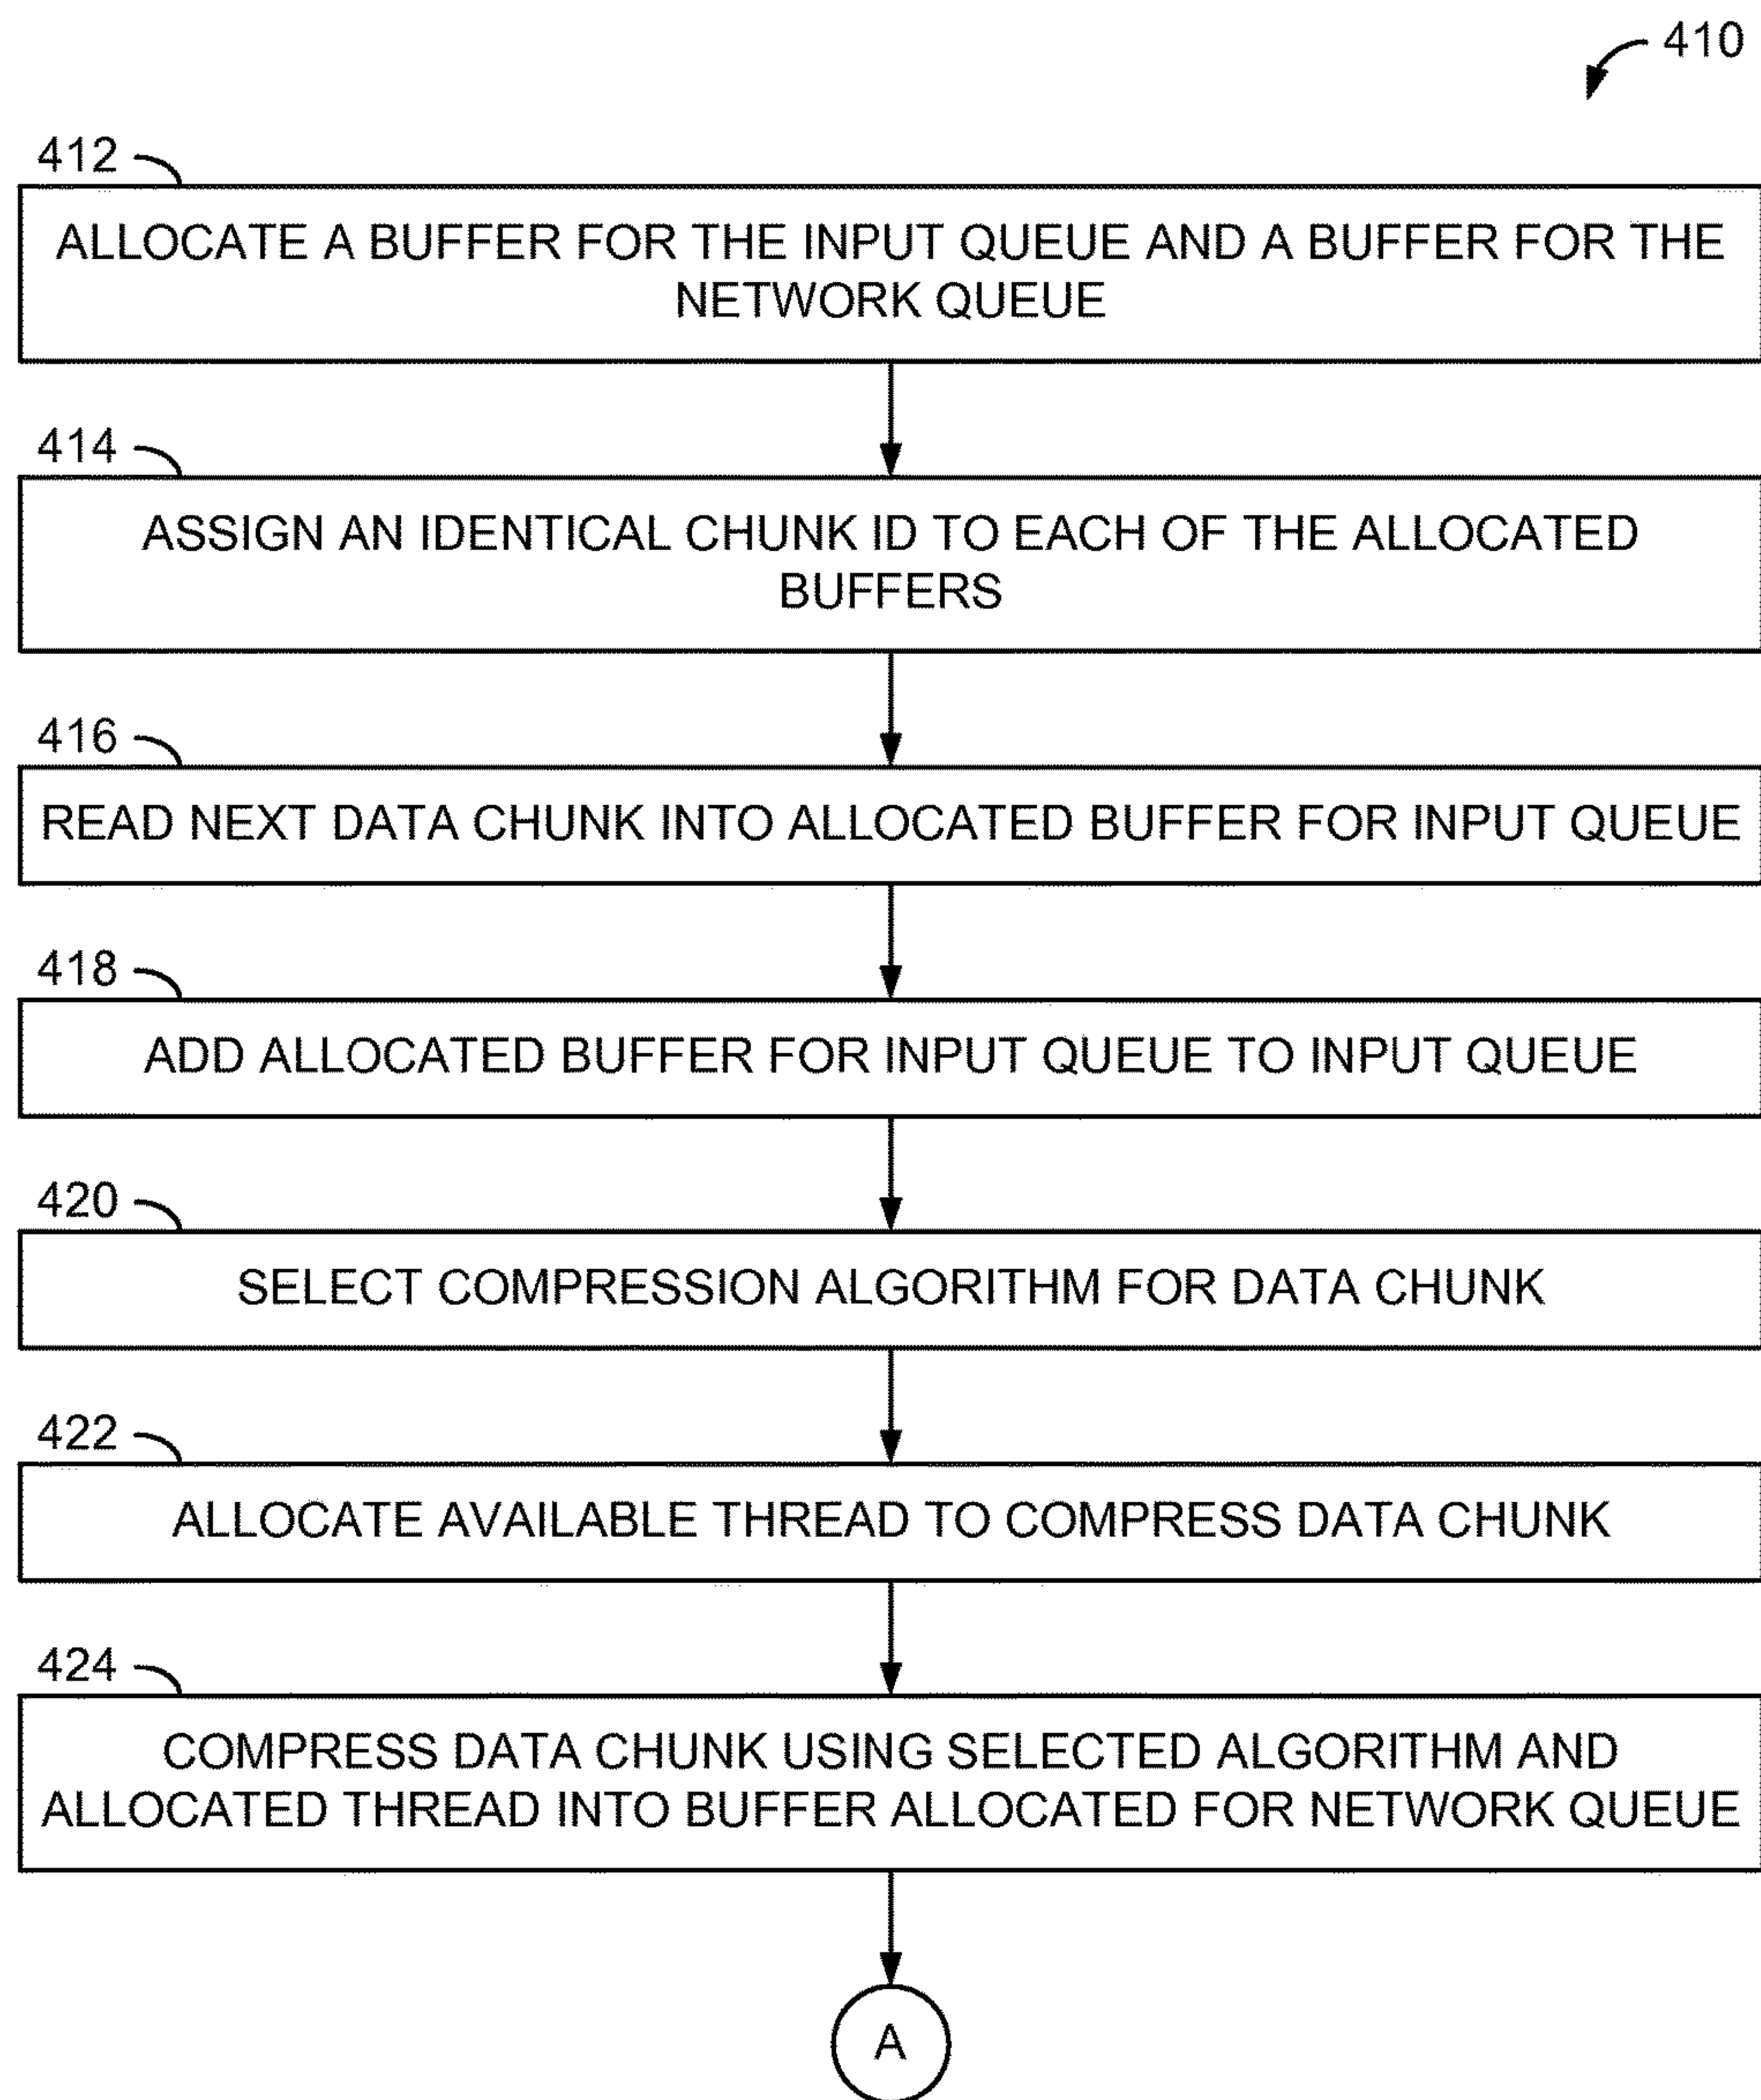 410
412
ALLOCATE A BUFFER FOR THE INPUT QUEUE AND A BUFFER FOR THE
NETWORK QUEUE
414
ASSIGN AN IDENTICAL CHUNK ID TO EACH OF THE ALLOCATED
BUFFERS
416
READ NEXT DATA CHUNK INTO ALLOCATED BUFFER FOR INPUT QUEUE
418
ADD ALLOCATED BUFFER FOR INPUT QUEUE TO INPUT QUEUE
420
SELECT COMPRESSION ALGORITHM FOR DATA CHUNK
422
ALLOCATE AVAILABLE THREAD TO COMPRESS DATA CHUNK
424
COMPRESS DATA CHUNK USING SELECTED ALGORITHM AND
ALLOCATED THREAD INTO BUFFER ALLOCATED FOR NETWORK QUEUE
A